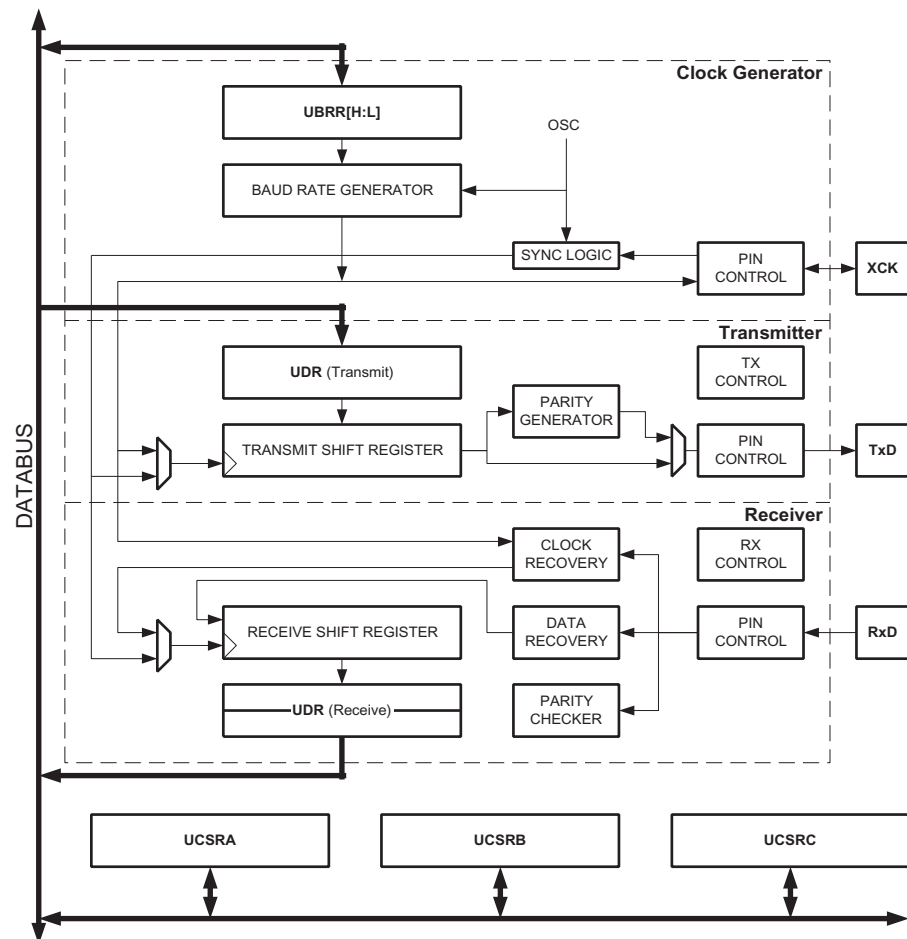 Clock Generator
UBRR[H:L]
OSC
BAUD RATE GENERATOR
SYNC LOGIC
PIN
CONTROL
XCK
Transmitter
UDR (Transmit)
TX
CONTROL
PARITY
GENERATOR
TRANSMIT SHIFT REGISTER
PIN
CONTROL
TxD
DATABUS
Receiver
CLOCK
RECOVERY
RX
CONTROL
RECEIVE SHIFT REGISTER
DATA
RECOVERY
PIN
CONTROL
RxD
UDR (Receive)
PARITY
CHECKER
UCSRA
UCSRB
UCSRC